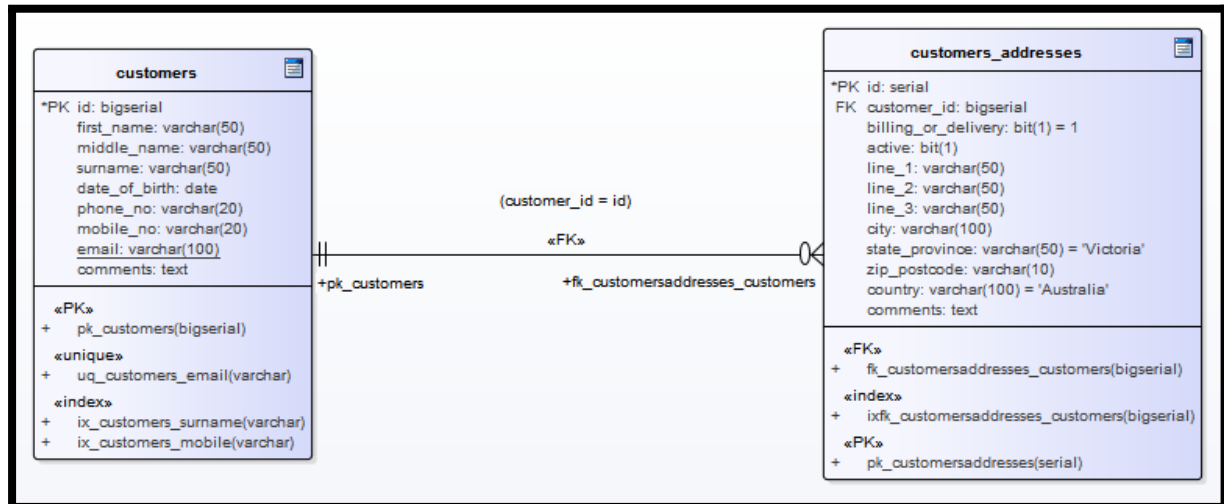 customers
*PK id: bigserial
first_name: varchar(50)
middle_name: varchar(50)
surname: varchar(50)
date_of_birth: date
phone_no: varchar(20)
mobile_no: varchar(20)
email: varchar(100)
comments: text
«PK»
+ pk_customers(bigserial)
«unique»
+ uq_customers_email(varchar)
«index»
+ ix_customers_surname(varchar)
+ ix_customers_mobile(varchar)
(customer_id = id)
«FK»
+pk_customers
+fk_customersaddresses_customers
customers_addresses
*PK id: serial
FK customer_id: bigserial
billing_or_delivery: bit(1) = 1
active: bit(1)
line_1: varchar(50)
line_2: varchar(50)
line_3: varchar(50)
city: varchar(100)
state_province: varchar(50) = 'Victoria'
zip_postcode: varchar(10)
country: varchar(100) = 'Australia'
comments: text
«FK»
+ fk_customersaddresses_customers(bigserial)
«index»
+ ixfk_customersaddresses_customers(bigserial)
«PK»
+ pk_customersaddresses(serial)